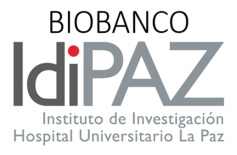 BIOBANCO
IdiPAZ
Instituto de Investigación
Hospital Universitario La Paz